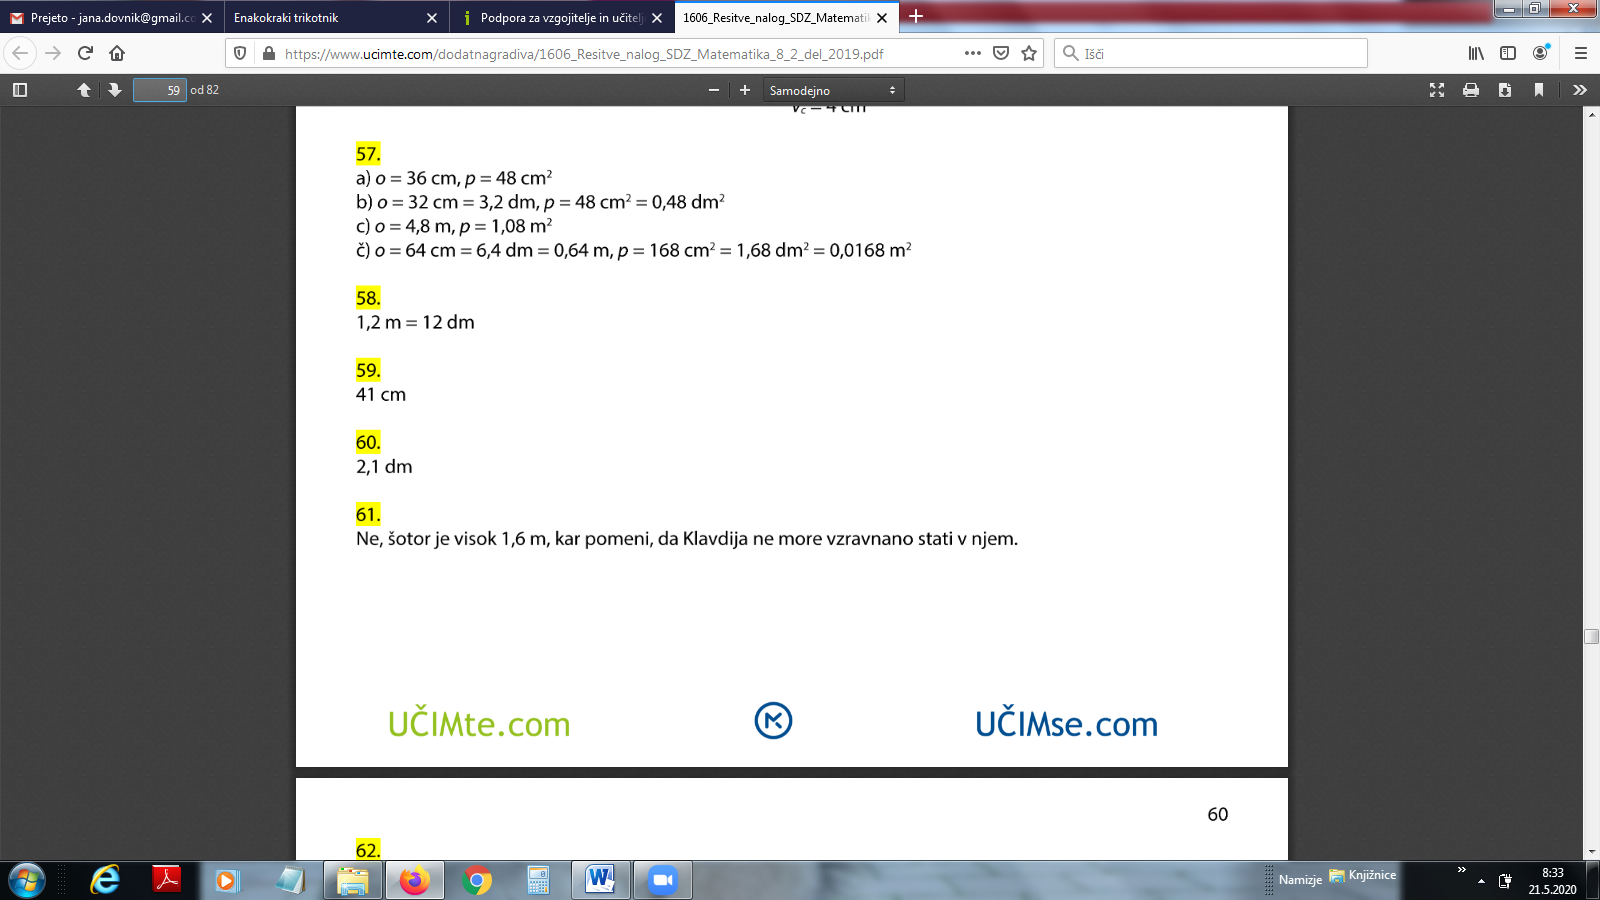 Prejeto - jana.dovnik@gmail.c
Enakokraki trikotnik
Podpora za vzgojitelje in učitelj
1606_Resitve_nalog_SDZ_Matemati
https://www.ucimte.com/dodatnagradiva/1606_Resitve_nalog_SDZ_Matematika_8_2_del_2019.pdf
Išči
59 od 82
Samodejno
vc = 4 cm
57.
a) o = 36 cm, p = 48 cm²
b) o = 32 cm = 3,2 dm, p = 48 cm² = 0,48 dm²
c) o = 4,8 m, p = 1,08 m²
č) o = 64 cm = 6,4 dm = 0,64 m, p = 168 cm² = 1,68 dm² = 0,0168 m²
58.
1,2 m = 12 dm
59.
41 cm
60.
2,1 dm
61.
Ne, šotor je visok 1,6 m, kar pomeni, da Klavdija ne more vzravnano stati v njem.
UČIMte.com
UČIMse.com
60
62.
Namizje
Knjižnice
8:33
21.5.2020